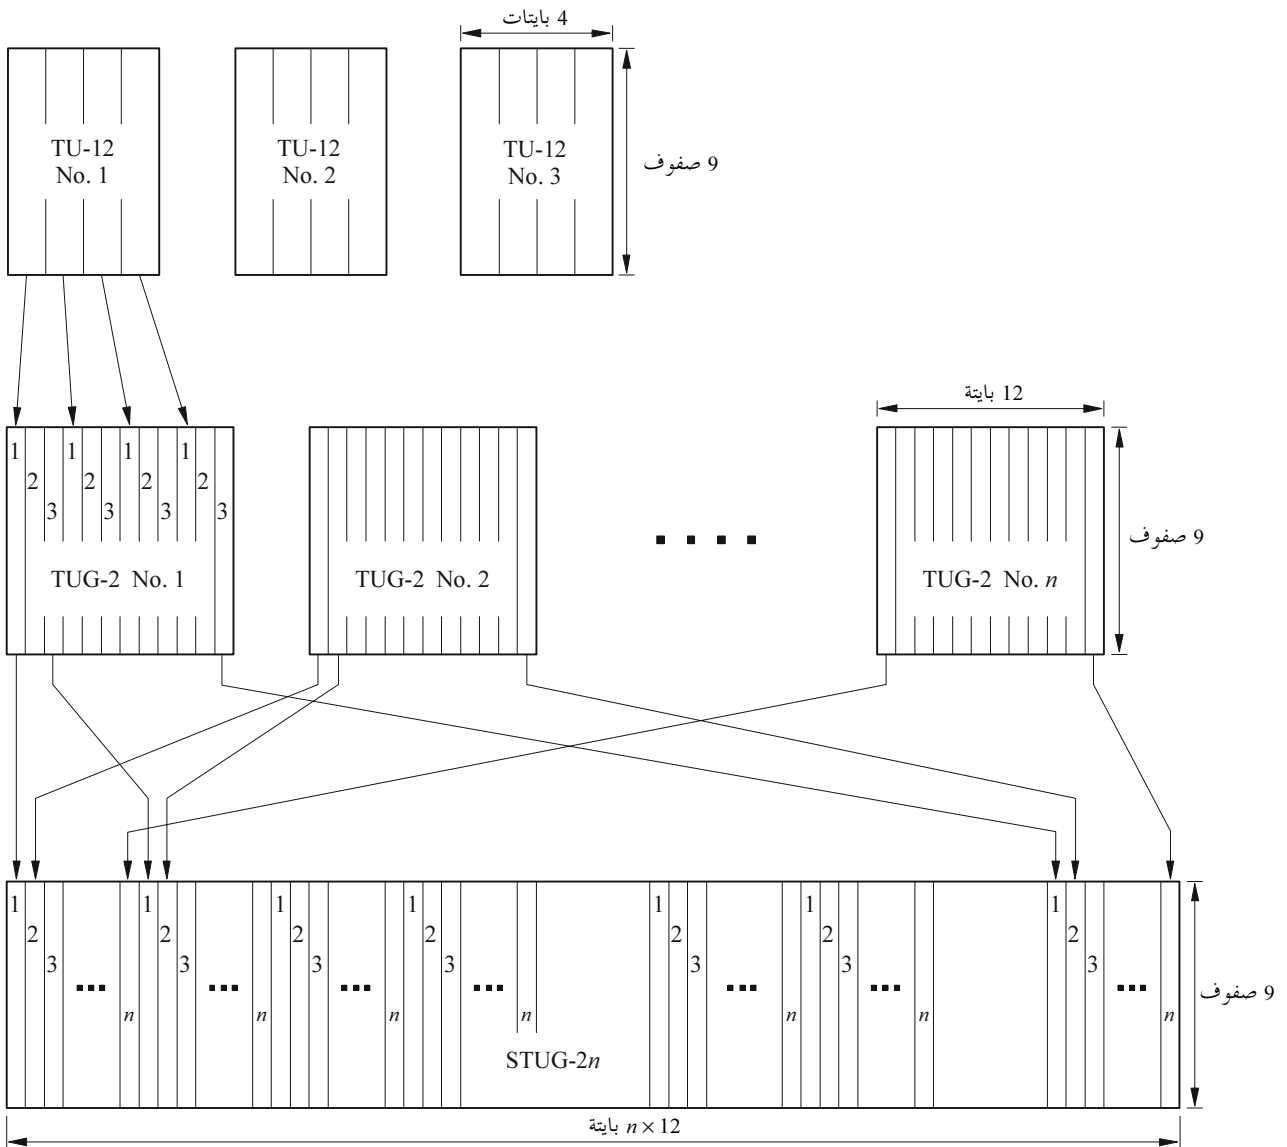 4 بايتات
TU-12
No. 1
TU-12
No. 2
TU-12
No. 3
9 صفوف
12 بايتة
1 1 1 1
2 2 2 2
3 3 3 3
TUG-2 No. 1
TUG-2 No. 2
TUG-2 No. n
9 صفوف
1 1 1 1 1 1 1
2 2 2 2 2 2 2
3 3 3 3 3 3 3
n n n n n n n
9 صفوف
STUG-2n
n × 12 بايتة